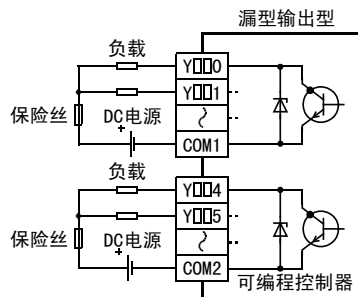 漏型输出型
负载
Y□□0
Y□□1
保险丝
DC电源
+
COM1
负载
Y□□4
Y□□5
保险丝
DC电源
+
COM2
可编程控制器